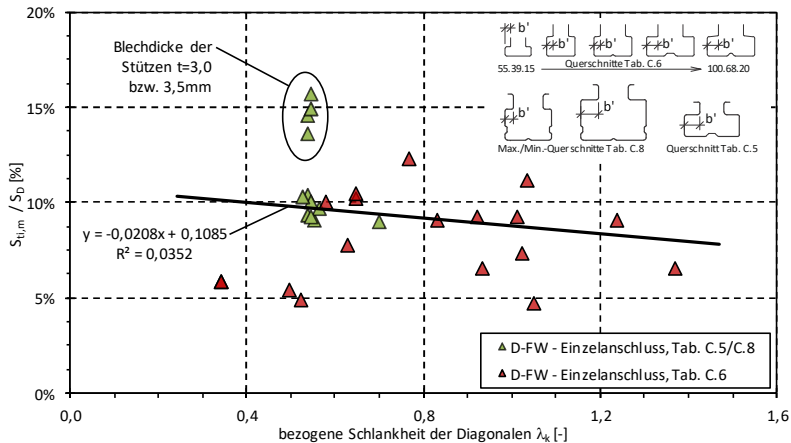 20%
15%
10%
5%
0%
S_ti,m / S_D [%]
Blechdicke der
Stützen t=3,0
bzw. 3,5mm
y = -0,0208x + 0,1085
R² = 0,0352
b' b' b' b' b'
Querschnitte Tab. C.6
55.39.15 100.68.20
b' b' b'
Max./Min.-Querschnitte Tab. C.8 Querschnitt Tab. C.5
D-FW - Einzelanschluss, Tab. C.5/C.8
D-FW - Einzelanschluss, Tab. C.6
0,0 0,4 0,8 1,2 1,6
bezogene Schlankheit der Diagonalen λ_k [-]